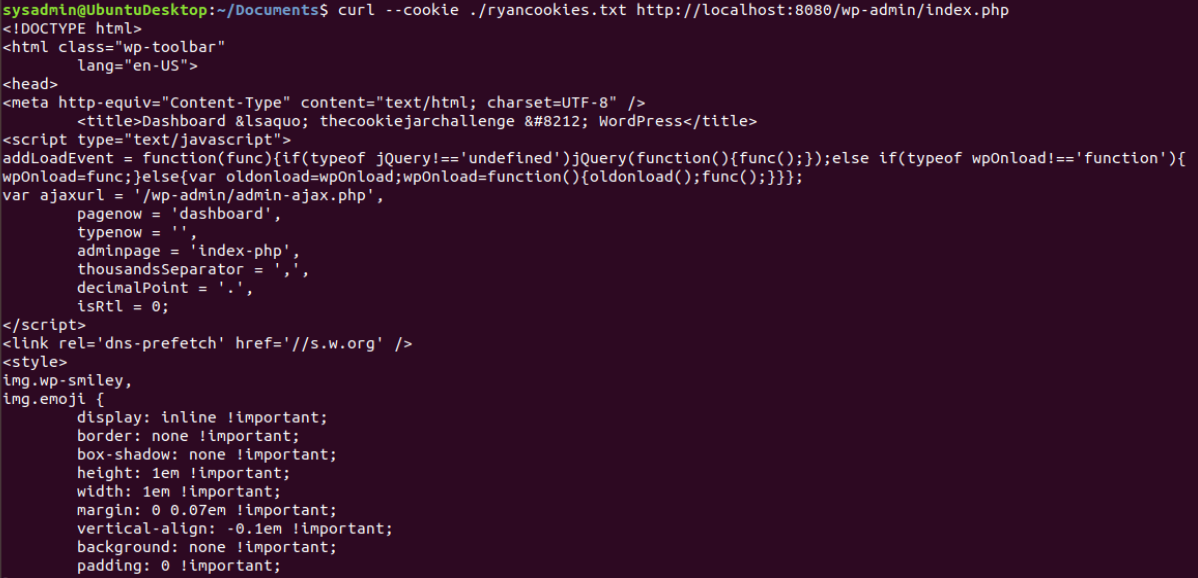 sysadmin@UbuntuDesktop:~/Documents$ curl --cookie ./ryancookies.txt http://localhost:8080/wp-admin/index.php
<!DOCTYPE html>
<html class="wp-toolbar"
        lang="en-US">
<head>
<meta http-equiv="Content-Type" content="text/html; charset=UTF-8" />
        <title>Dashboard &lsaquo; thecookiejarchallenge &#8212; WordPress</title>
<script type="text/javascript">
addLoadEvent = function(func){if(typeof jQuery!=='undefined')jQuery(function(){func();});else if(typeof wpOnload!=='function'){
wpOnload=func;}else{var oldonload=wpOnload;wpOnload=function(){oldonload();func();}}};
var ajaxurl = '/wp-admin/admin-ajax.php',
        pagenow = 'dashboard',
        typenow = '',
        adminpage = 'index-php',
        thousandsSeparator = ',',
        decimalPoint = '.',
        isRtl = 0;
</script>
<link rel='dns-prefetch' href='//s.w.org' />
<style>
img.wp-smiley,
img.emoji {
        display: inline !important;
        border: none !important;
        box-shadow: none !important;
        height: 1em !important;
        width: 1em !important;
        margin: 0 0.07em !important;
        vertical-align: -0.1em !important;
        background: none !important;
        padding: 0 !important;